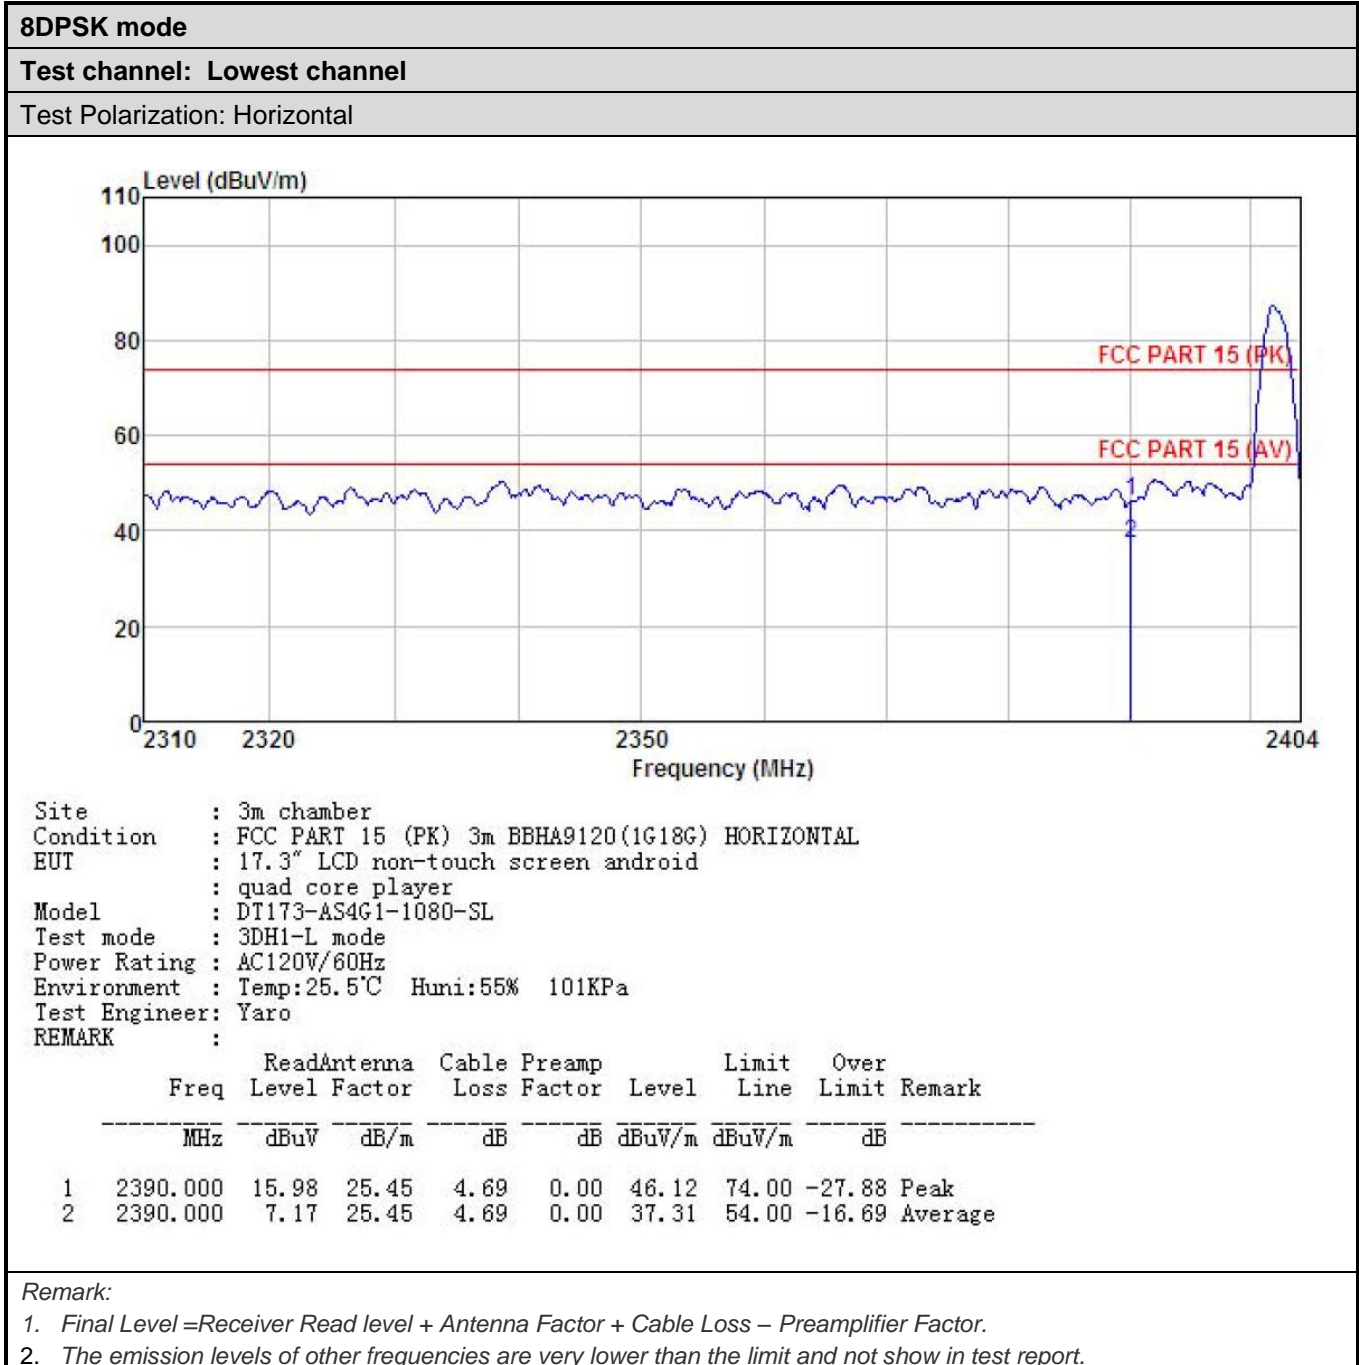 8DPSK mode
Test channel: Lowest channel
Test Polarization: Horizontal
Level (dBuV/m)
110
100
80
FCC PART 15 (PK)
60
FCC PART 15 (AV)
1
40
2
20
0
2310 2320 2350 2404
Frequency (MHz)
Site : 3m chamber
Condition : FCC PART 15 (PK) 3m BBHA9120(1G18G) HORIZONTAL
EUT : 17.3" LCD non-touch screen android
: quad core player
Model : DT173-AS4G1-1080-SL
Test mode : 3DH1-L mode
Power Rating : AC120V/60Hz
Environment : Temp:25.5'C Huni:55% 101KPa
Test Engineer: Yaro
REMARK :
ReadAntenna Cable Preamp Limit Over
Freq Level Factor Loss Factor Level Line Limit Remark
MHz dBuV dB/m dB dB dBuV/m dBuV/m dB
1 2390.000 15.98 25.45 4.69 0.00 46.12 74.00 -27.88 Peak
2 2390.000 7.17 25.45 4.69 0.00 37.31 54.00 -16.69 Average
Remark:
1. Final Level =Receiver Read level + Antenna Factor + Cable Loss – Preamplifier Factor.
2. The emission levels of other frequencies are very lower than the limit and not show in test report.